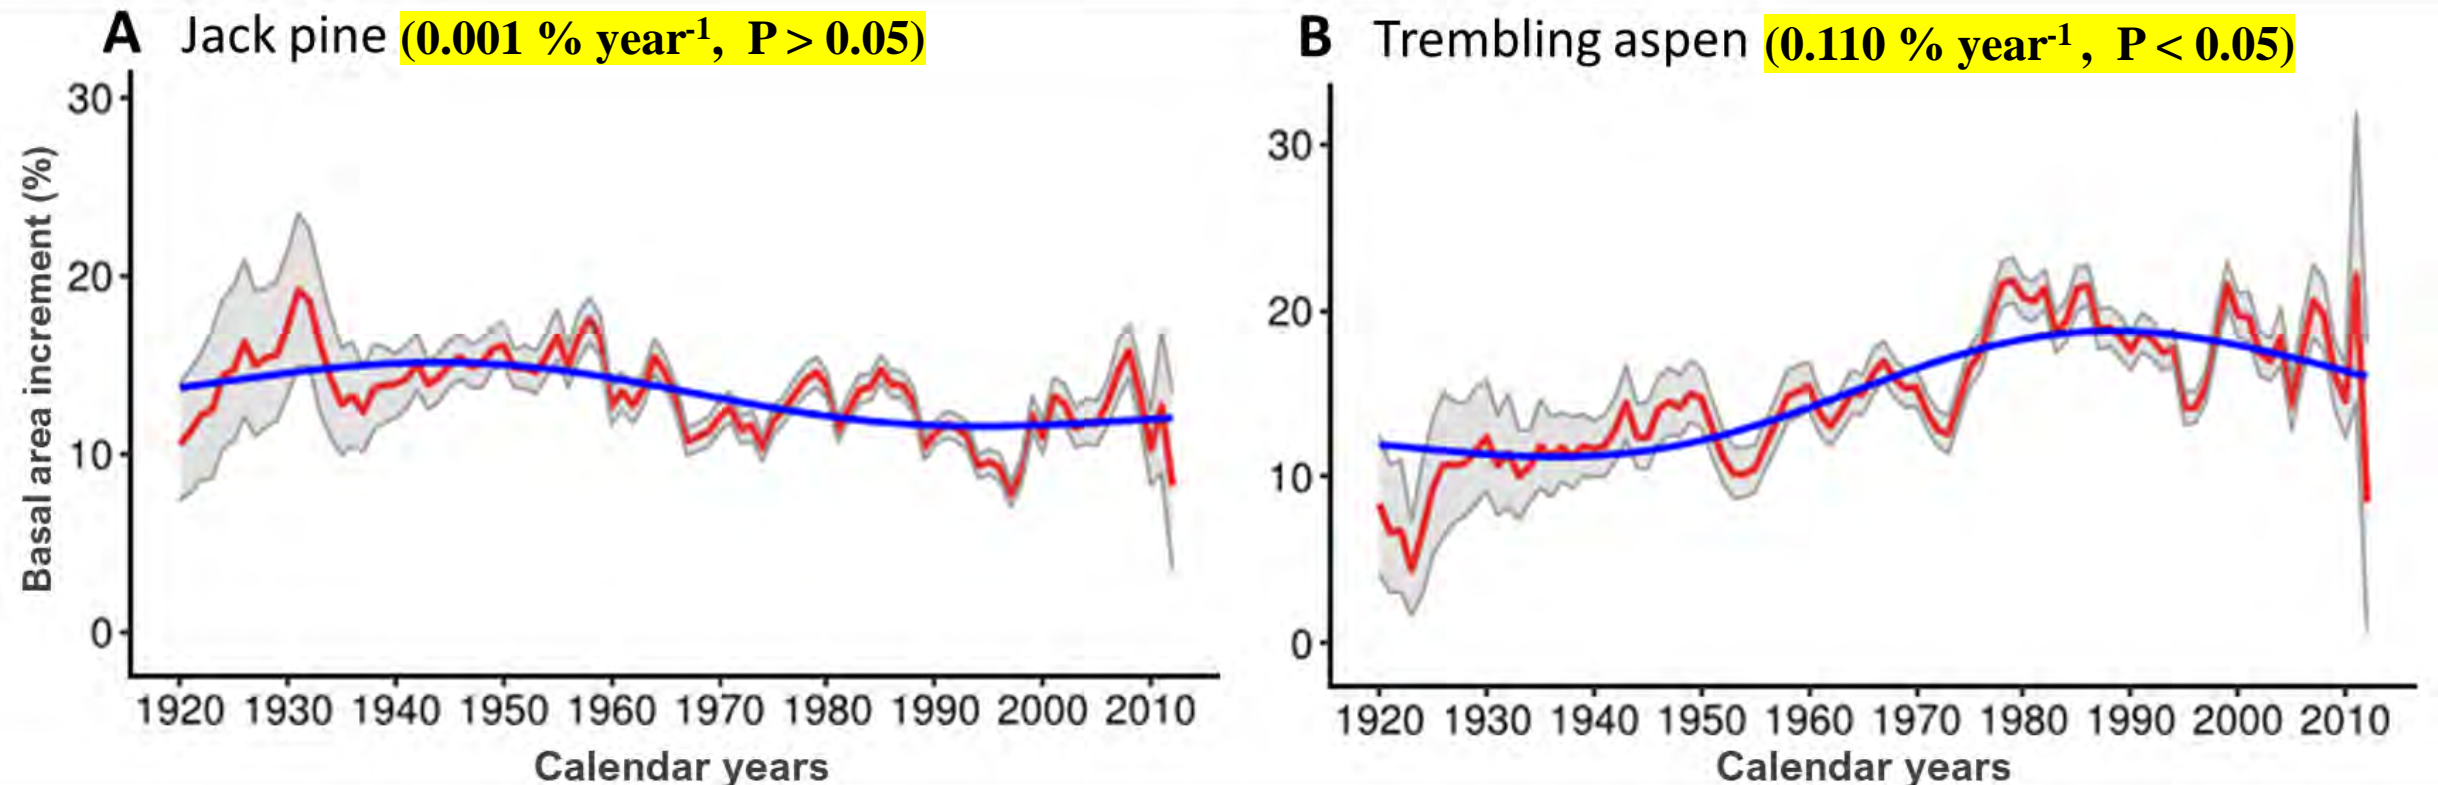 A Jack pine (0.001 % year⁻¹, P > 0.05)
Basal area increment (%)
30
20
10
0
1920 1930 1940 1950 1960 1970 1980 1990 2000 2010
Calendar years
B Trembling aspen (0.110 % year⁻¹ , P < 0.05)
30
20
10
0
1920 1930 1940 1950 1960 1970 1980 1990 2000 2010
Calendar years